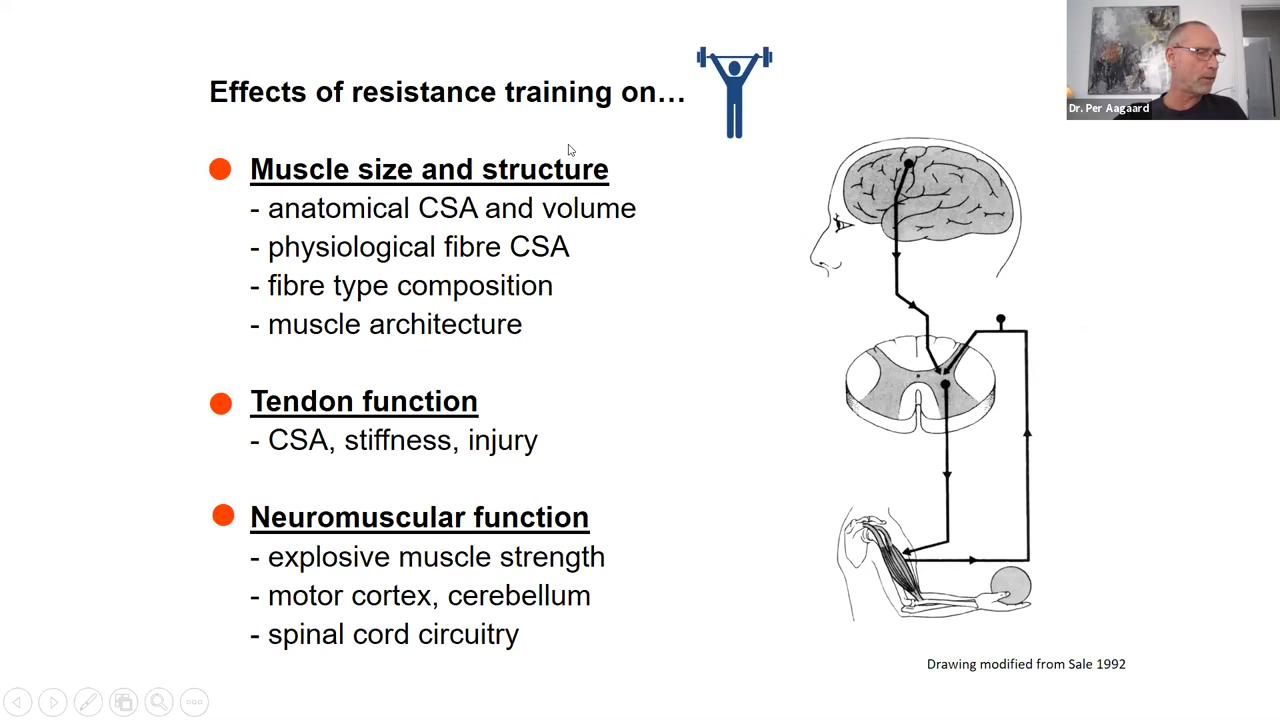 Effects of resistance training on…
Dr. Per Aagaard
Muscle size and structure
- anatomical CSA and volume
- physiological fibre CSA
- fibre type composition
- muscle architecture
Tendon function
- CSA, stiffness, injury
Neuromuscular function
- explosive muscle strength
- motor cortex, cerebellum
- spinal cord circuitry
Drawing modified from Sale 1992